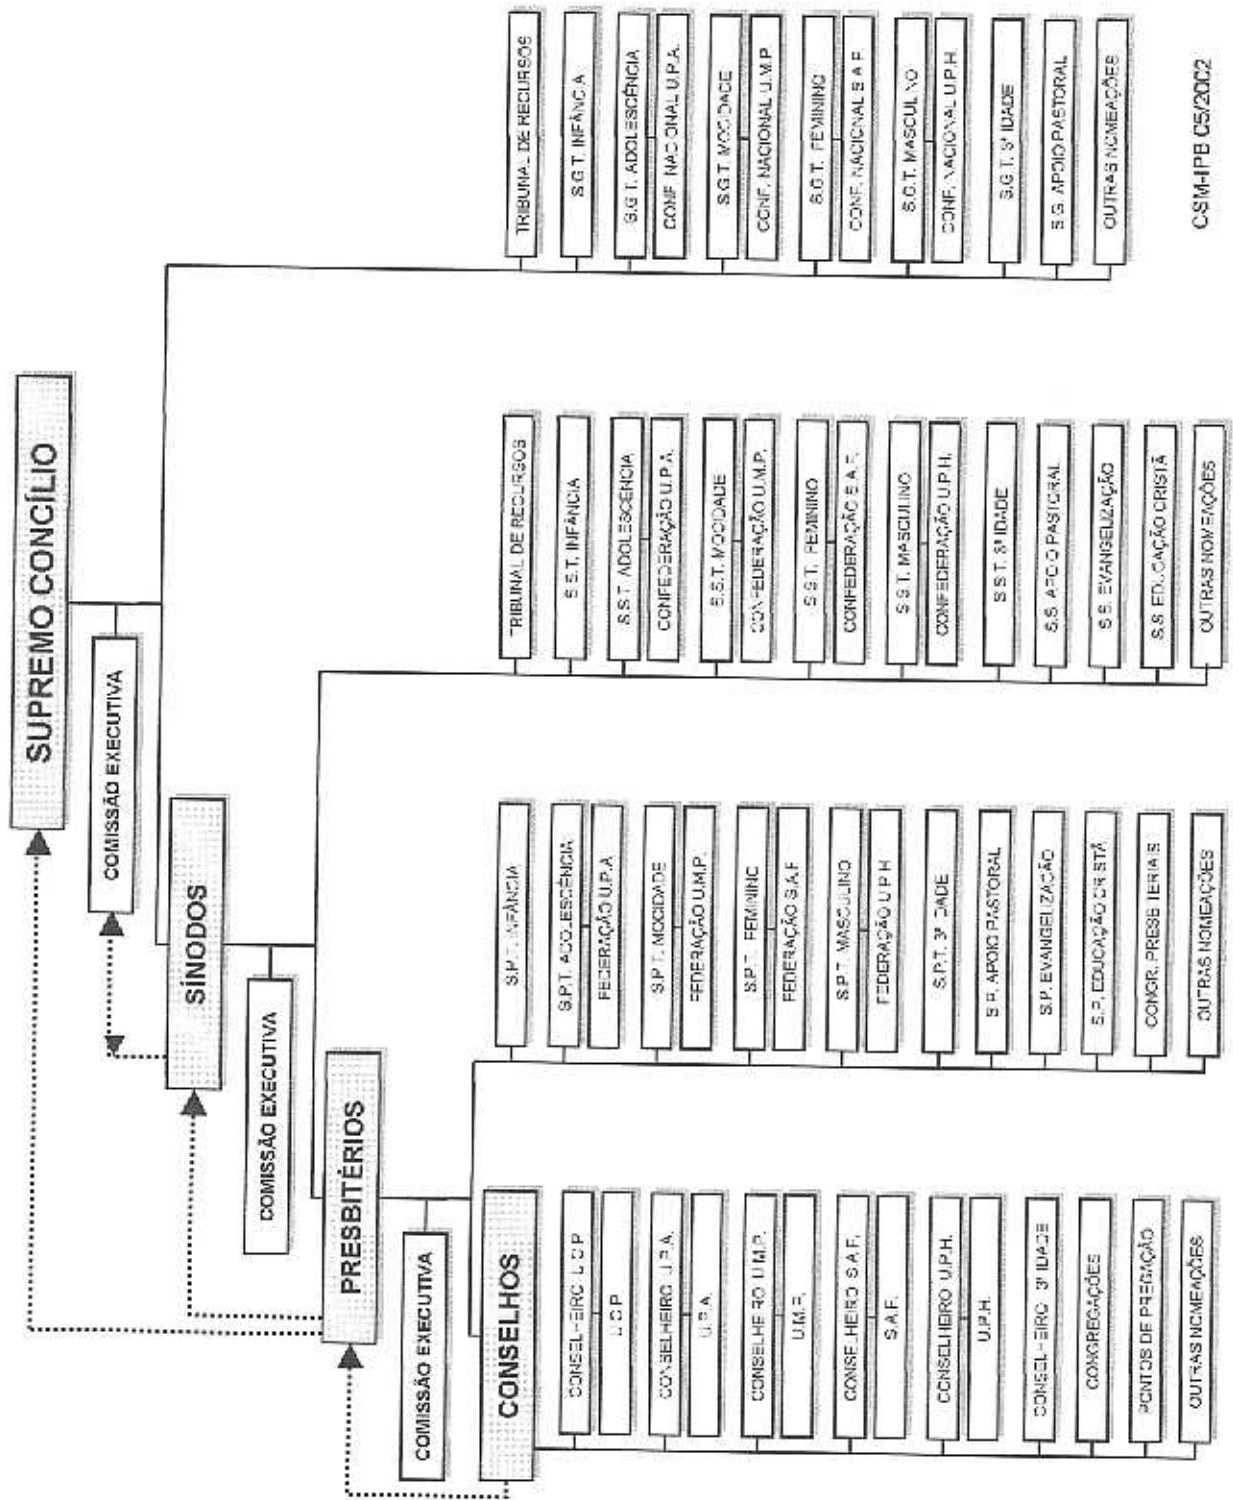 SUPREMO CONCÍLIO
COMISSÃO EXECUTIVA
SÍNODOS
COMISSÃO EXECUTIVA
PRESBITÉRIOS
COMISSÃO EXECUTIVA
CONSELHOS
CONSELHEIRO U.C.P.
U.C.P.
CONSELHEIRO U.P.A.
U.P.A.
CONSELHEIRO U.M.P.
U.M.P.
CONSELHEIRO S.A.F.
S.A.F.
CONSELHEIRO U.P.H.
U.P.H.
CONSELHEIRO 3ª IDADE
CONGREGAÇÕES
PONTOS DE PREGAÇÃO
OUTRAS NOMEAÇÕES
S.P.T. INFÂNCIA
S.P.T. ADOLESCÊNCIA
FEDERAÇÃO U.P.A
S.P.T. MOCIDADE
FEDERAÇÃO U.M.P.
S.P.T. FEMININO
FEDERAÇÃO S.A.F.
S.P.T. MASCULINO
FEDERAÇÃO U.P.H
S.P.T. 3ª IDADE
S.P. APOIO PASTORAL
S.P. EVANGELIZAÇÃO
S.P. EDUCAÇÃO CRISTÃ
CONGR. PRESBITERIAIS
OUTRAS NOMEAÇÕES
TRIBUNAL DE RECURSOS
S.S.T. INFÂNCIA
S.S.T. ADOLESCÊNCIA
CONFEDERAÇÃO U.P.A.
S.S.T. MOCIDADE
CONFEDERAÇÃO U.M.P.
S.S.T. FEMININO
CONFEDERAÇÃO S.A.F.
S.S.T. MASCULINO
CONFEDERAÇÃO U.P.H.
S.S.T. 3ª IDADE
S.S. APOIO PASTORAL
S.S. EVANGELIZAÇÃO
S.S. EDUCAÇÃO CRISTÃ
OUTRAS NOMEAÇÕES
TRIBUNAL DE RECURSOS
S.G.T. INFÂNCIA
S.G.T. ADOLESCÊNCIA
CONF. NACIONAL U.P.A.
S.G.T. MOCIDADE
CONF. NACIONAL U.M.P.
S.G.T. FEMININO
CONF. NACIONAL S.A.F.
S.G.T. MASCULINO
CONF. NACIONAL U.P.H.
S.G.T. 3ª IDADE
S.G. APOIO PASTORAL
OUTRAS NOMEAÇÕES
CSM-IPB 05/2002